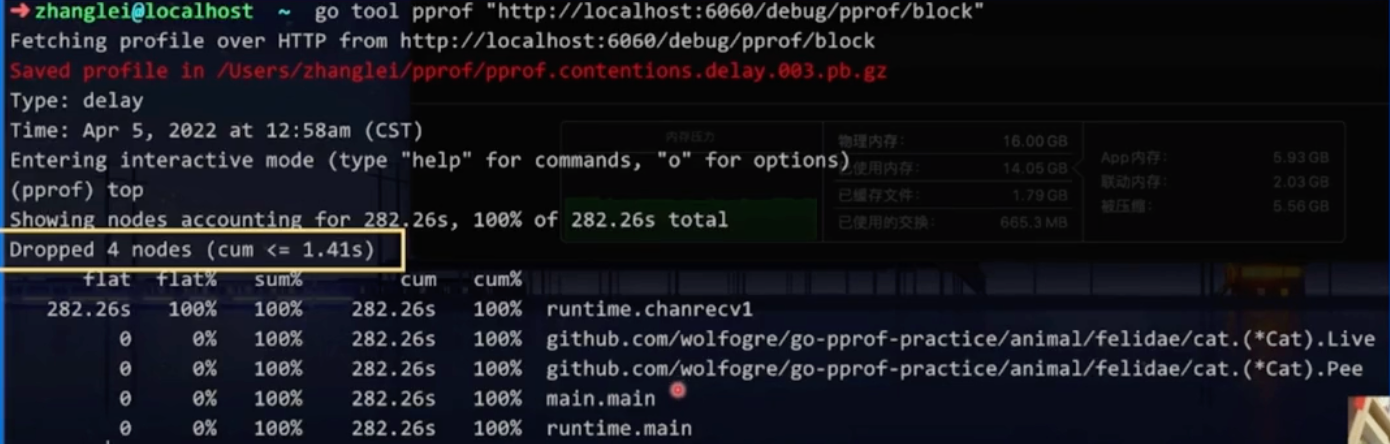 ➜ zhanglei@localhost ~ go tool pprof "http://localhost:6060/debug/pprof/block"
Fetching profile over HTTP from http://localhost:6060/debug/pprof/block
Saved profile in /Users/zhanglei/pprof/pprof.contentions.delay.003.pb.gz
Type: delay
Time: Apr 5, 2022 at 12:58am (CST)
Entering interactive mode (type "help" for commands, "o" for options)
(pprof) top
Showing nodes accounting for 282.26s, 100% of 282.26s total
Dropped 4 nodes (cum <= 1.41s)
flat flat% sum% cum cum%
282.26s 100% 100% 282.26s 100% runtime.chanrecv1
0 0% 100% 282.26s 100% github.com/wolfogre/go-pprof-practice/animal/felidae/cat.(*Cat).Live
0 0% 100% 282.26s 100% github.com/wolfogre/go-pprof-practice/animal/felidae/cat.(*Cat).Pee
0 0% 100% 282.26s 100% main.main
0 0% 100% 282.26s 100% runtime.main
内存压力
物理内存: 16.00 GB
已使用内存: 14.05 GB
已缓存文件: 1.79 GB
已使用的交换: 665.3 MB
App内存: 5.93 GB
联动内存: 2.03 GB
被压缩: 5.56 GB